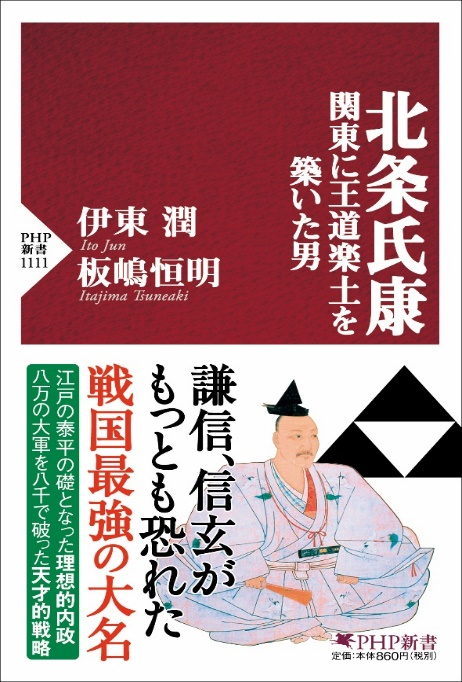 北条氏康
関東に王道楽土を
築いた男
伊東 潤
Ito Jun
板嶋恒明
Itajima Tsuneaki
PHP
新書
1111
謙信、信玄が
もっとも恐れた
戦国最強の大名
江戸の泰平の礎となった理想的内政
八万の大軍を八千で破った天才的戦略
PHP新書
定価:本体860円(税別)